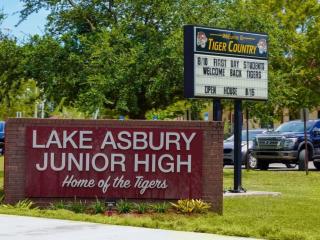 TIGER COUNTRY
8/10 FIRST DAY STUDENTS
WELCOME BACK TIGERS
OPEN HOUSE 8/5
LAKE ASBURY
JUNIOR HIGH
Home of the Tigers